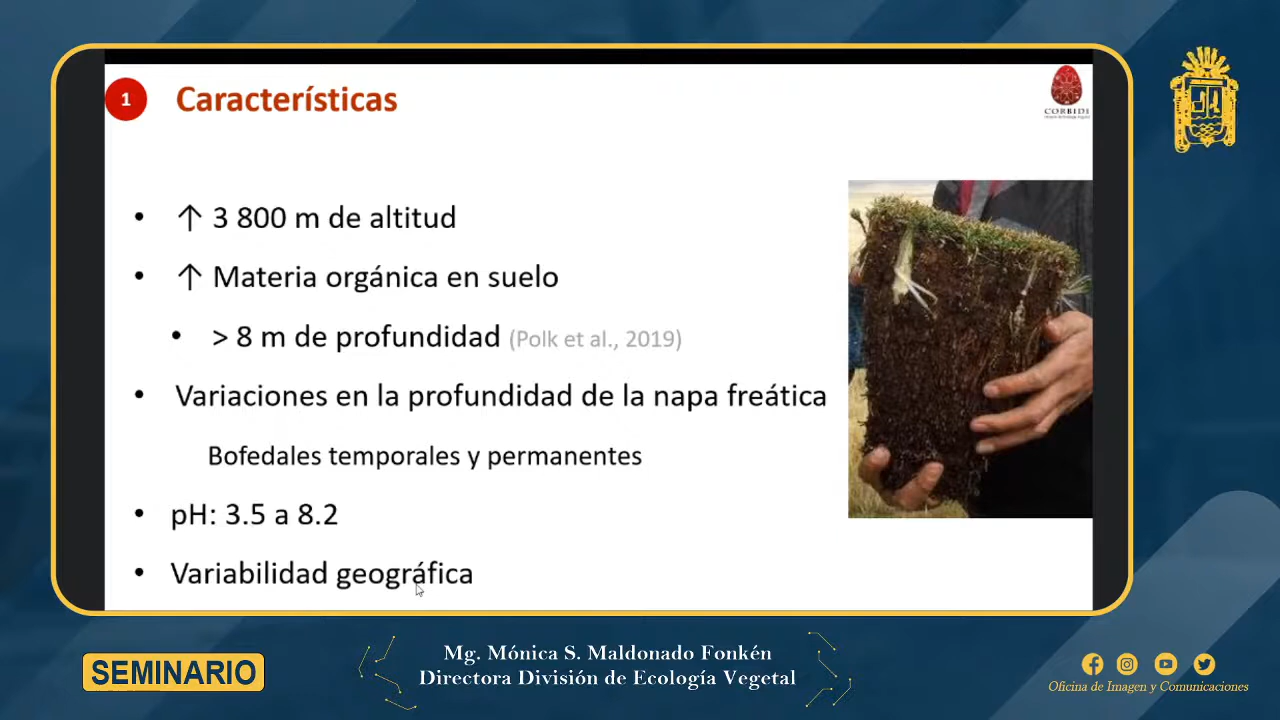 1 Características
CORBIDI
• ↑ 3 800 m de altitud
• ↑ Materia orgánica en suelo
• > 8 m de profundidad (Polk et al., 2019)
• Variaciones en la profundidad de la napa freática
Bofedales temporales y permanentes
• pH: 3.5 a 8.2
• Variabilidad geográfica
SEMINARIO
Mg. Mónica S. Maldonado Fonkén
Directora División de Ecología Vegetal
Oficina de Imagen y Comunicaciones